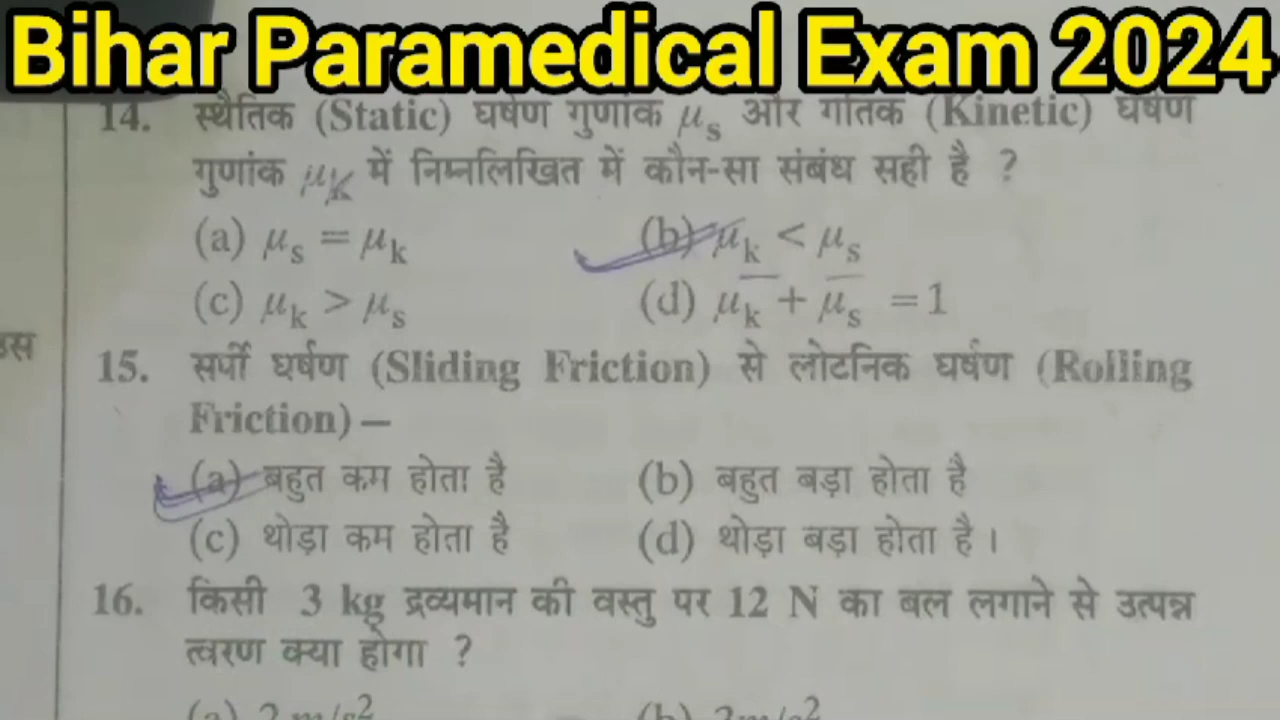 Bihar Paramedical Exam 2024
14. स्थैतिक (Static) घर्षण गुणांक μs और गतिक (Kinetic) घर्षण
गुणांक μK में निम्नलिखित में कौन-सा संबंध सही है ?
(a) μs = μk (b) μk < μs
(c) μk > μs (d) μk + μs = 1
15. सर्पी घर्षण (Sliding Friction) से लोटनिक घर्षण (Rolling
Friction) –
(a) बहुत कम होता है (b) बहुत बड़ा होता है
(c) थोड़ा कम होता है (d) थोड़ा बड़ा होता है।
16. किसी 3 kg द्रव्यमान की वस्तु पर 12 N का बल लगाने से उत्पन्न
त्वरण क्या होगा ?
(a) (b)